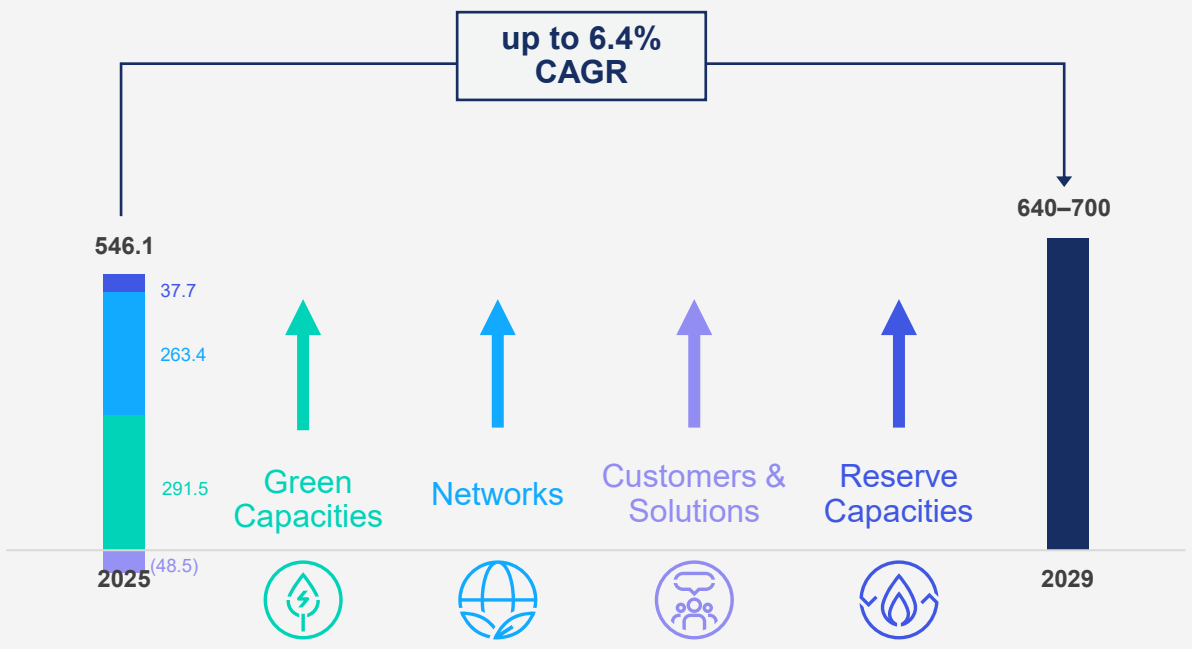 up to 6.4%
CAGR
640–700
546.1
37.7
263.4
291.5
Green
Capacities
Networks
Customers &
Solutions
Reserve
Capacities
(48.5)
2025
2029